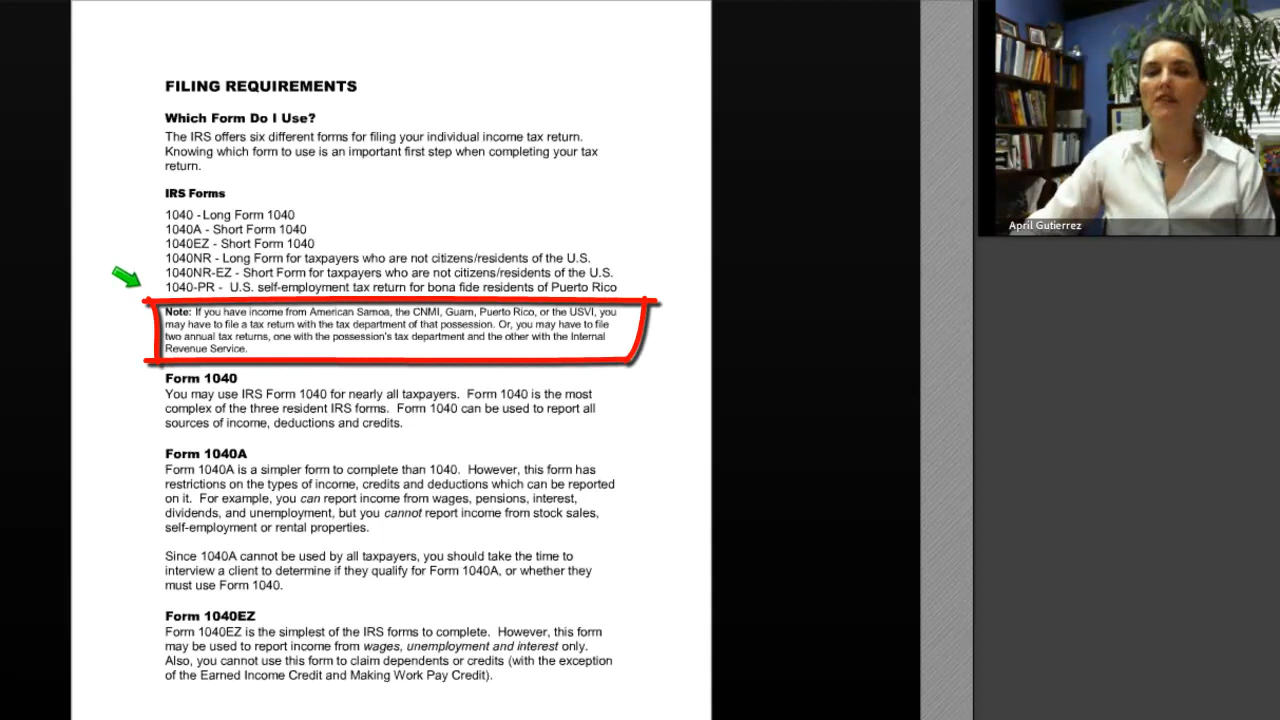 FILING REQUIREMENTS
Which Form Do I Use?
The IRS offers six different forms for filing your individual income tax return.
Knowing which form to use is an important first step when completing your tax
return.
IRS Forms
1040 - Long Form 1040
1040A - Short Form 1040
1040EZ - Short Form 1040
1040NR - Long Form for taxpayers who are not citizens/residents of the U.S.
1040NR-EZ - Short Form for taxpayers who are not citizens/residents of the U.S.
1040-PR - U.S. self-employment tax return for bona fide residents of Puerto Rico
Note: If you have income from American Samoa, the CNMI, Guam, Puerto Rico, or the USVI, you
may have to file a tax return with the tax department of that possession. Or, you may have to file
two annual tax returns, one with the possession's tax department and the other with the Internal
Revenue Service.
Form 1040
You may use IRS Form 1040 for nearly all taxpayers. Form 1040 is the most
complex of the three resident IRS forms. Form 1040 can be used to report all
sources of income, deductions and credits.
Form 1040A
Form 1040A is a simpler form to complete than 1040. However, this form has
restrictions on the types of income, credits and deductions which can be reported
on it. For example, you can report income from wages, pensions, interest,
dividends, and unemployment, but you cannot report income from stock sales,
self-employment or rental properties.
Since 1040A cannot be used by all taxpayers, you should take the time to
interview a client to determine if they qualify for Form 1040A, or whether they
must use Form 1040.
Form 1040EZ
Form 1040EZ is the simplest of the IRS forms to complete. However, this form
may be used to report income from wages, unemployment and interest only.
Also, you cannot use this form to claim dependents or credits (with the exception
of the Earned Income Credit and Making Work Pay Credit).
April Gutierrez